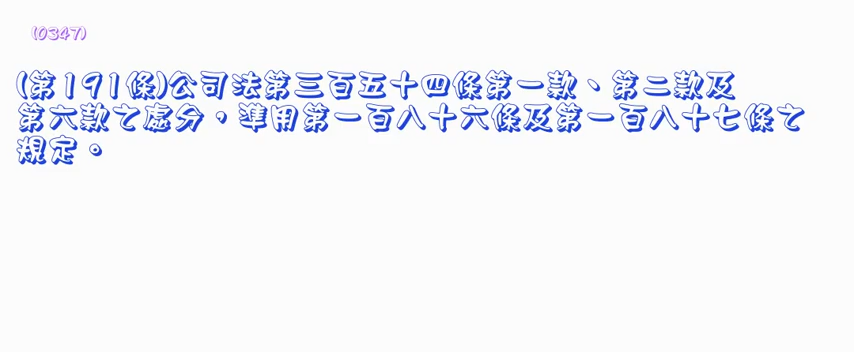 (0347)
(第191條)公司法第三百五十四條第一款、第二款及
第六款之處分，準用第一百八十六條及第一百八十七條之
規定。